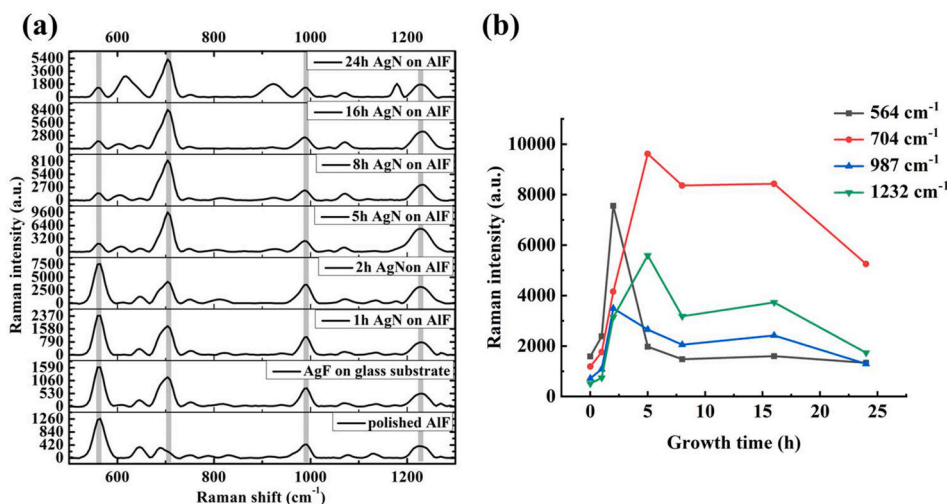 (a)
600 800 1000 1200
5400
3600
1800
0
24h AgN on AlF
8400
5600
2800
0
16h AgN on AlF
8100
5400
2700
0
8h AgN on AlF
9600
6400
3200
0
5h AgN on AlF
7500
5000
2500
0
2h AgNon AlF
2370
1580
790
0
1h AgN on AlF
1590
1060
530
0
AgF on glass substrate
1260
840
420
0
polished AlF
600 800 1000 1200
Raman shift (cm-1)
Raman intensity (a.u.)
(b)
564 cm-1
704 cm-1
987 cm-1
1232 cm-1
10000
8000
6000
4000
2000
0
0 5 10 15 20 25
Growth time (h)
Raman intensity (a.u.)